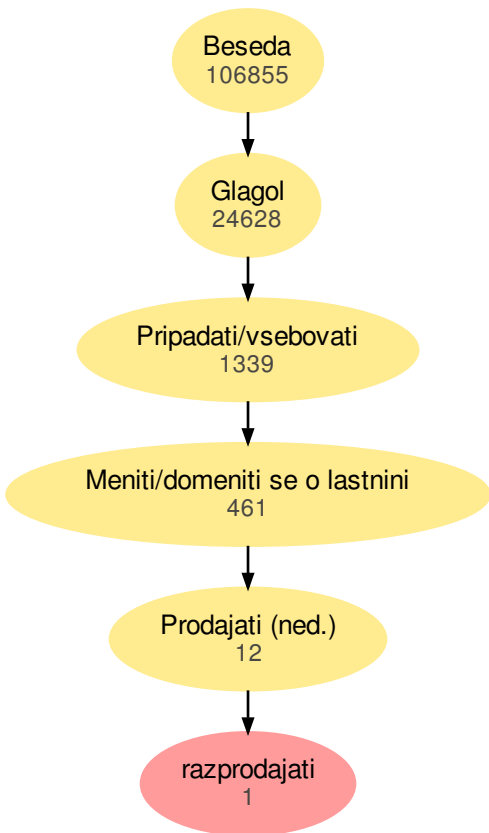 Beseda
106855
Glagol
24628
Pripadati/vsebovati
1339
Meniti/domeniti se o lastnini
461
Prodajati (ned.)
12
razprodajati
1